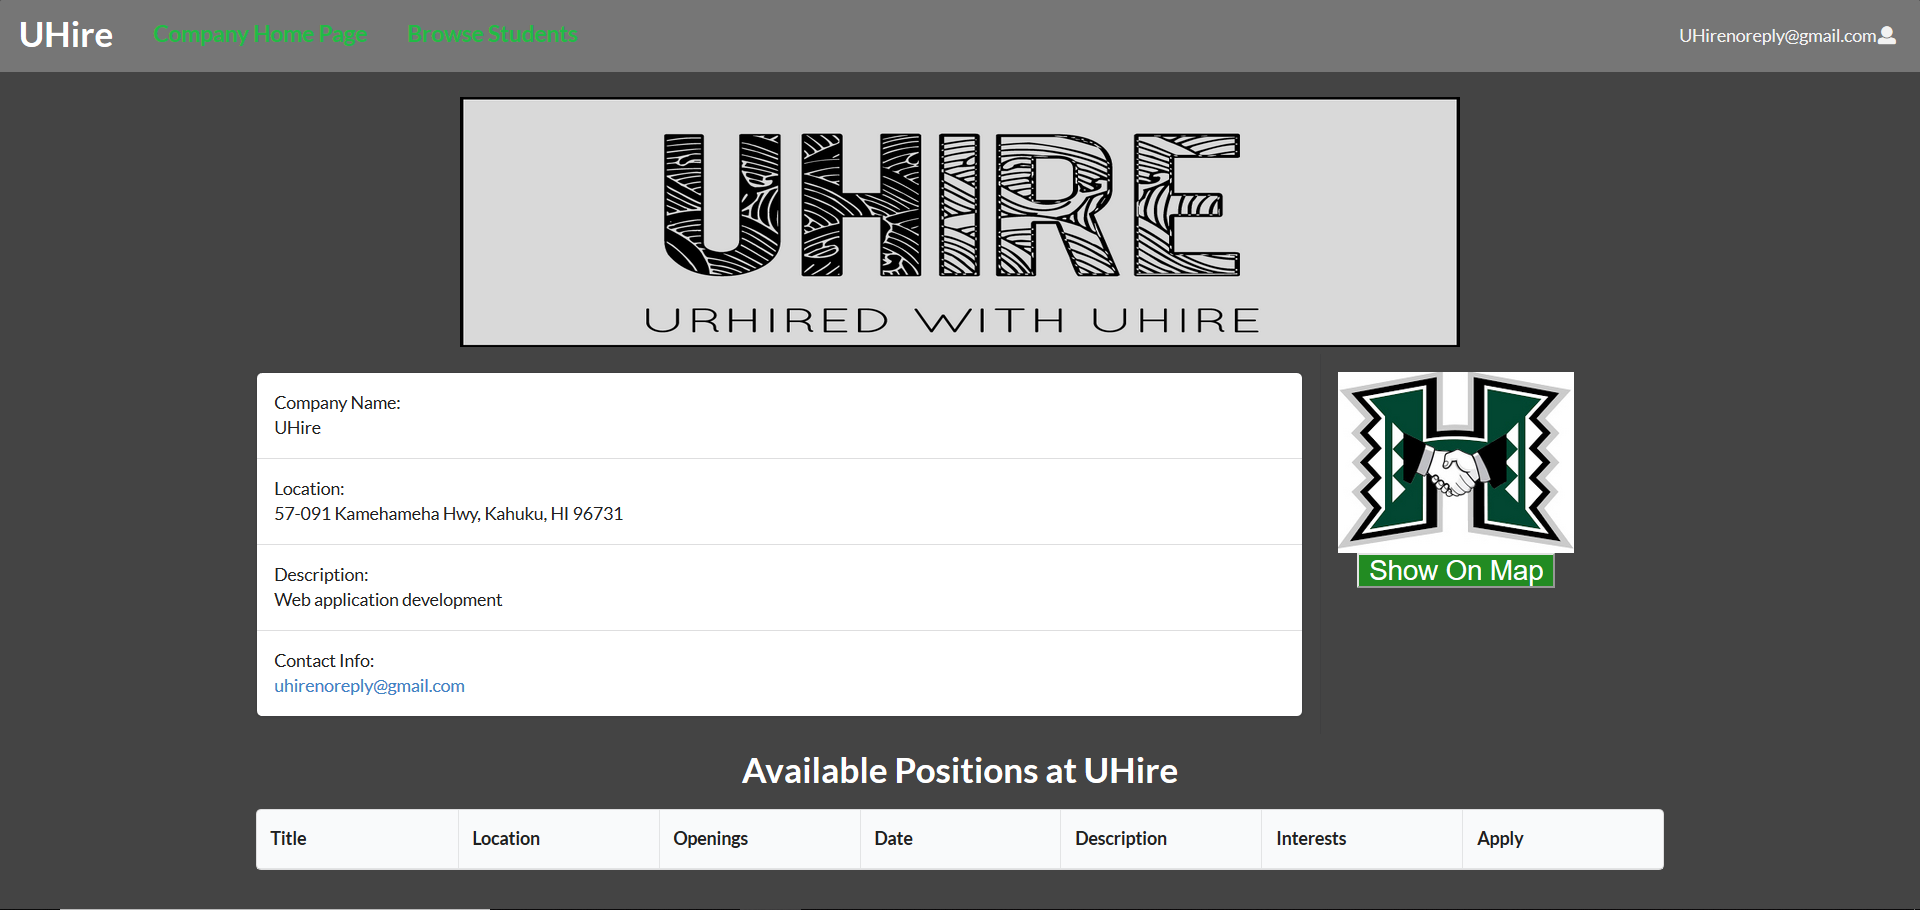 UHire Company Home Page Browse Students UHirenoreply@gmail.com
UHIRE
URHIRED WITH UHIRE
Company Name:
UHire
Location:
57-091 Kamehameha Hwy, Kahuku, HI 96731
Description:
Web application development
Contact Info:
uhirenoreply@gmail.com
H
Show On Map
Available Positions at UHire
Title Location Openings Date Description Interests Apply